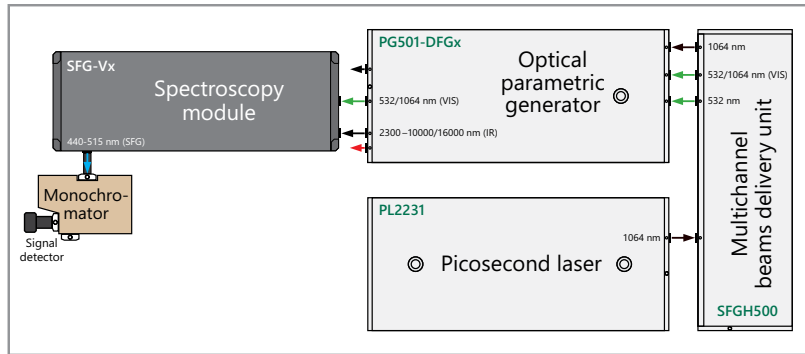 SFG-Vx
Spectroscopy
module
440-515 nm (SFG)
Monochro-
mator
Signal
detector
PG501-DFGx
Optical
parametric
generator
532/1064 nm (VIS)
2300–10000/16000 nm (IR)
1064 nm
532/1064 nm (VIS)
532 nm
PL2231
Picosecond laser
1064 nm
Multichannel
beams delivery unit
SFGH500